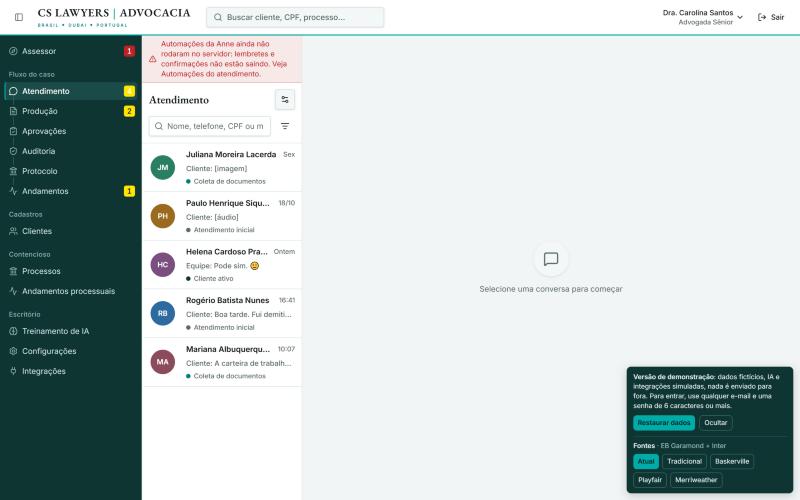 CS LAWYERS | ADVOCACIA
BRASIL • DUBAI • PORTUGAL
Buscar cliente, CPF, processo...
Dra. Carolina Santos
Advogada Sênior
Sair
Assessor
1
Fluxo do caso
Atendimento
4
Produção
2
Aprovações
Auditoria
Protocolo
Andamentos
1
Cadastros
Clientes
Contencioso
Processos
Andamentos processuais
Escritório
Treinamento de IA
Configurações
Integrações
Automações da Anne ainda não
rodaram no servidor: lembretes e
confirmações não estão saindo. Veja
Automações do atendimento.
Atendimento
Nome, telefone, CPF ou m
JM
Juliana Moreira Lacerda
Sex
Cliente: [imagem]
Coleta de documentos
PH
Paulo Henrique Siqu...
18/10
Cliente: [áudio]
Atendimento inicial
HC
Helena Cardoso Pra...
Ontem
Equipe: Pode sim. 😊
Cliente ativo
RB
Rogério Batista Nunes
16:41
Cliente: Boa tarde. Fui demiti...
Atendimento inicial
MA
Mariana Albuquerqu...
10:07
Cliente: A carteira de trabalh...
Coleta de documentos
Selecione uma conversa para começar
Versão de demonstração: dados fictícios, IA e
integrações simuladas, nada é enviado para
fora. Para entrar, use qualquer e-mail e uma
senha de 6 caracteres ou mais.
Restaurar dados
Ocultar
Fontes · EB Garamond + Inter
Atual
Tradicional
Baskerville
Playfair
Merriweather